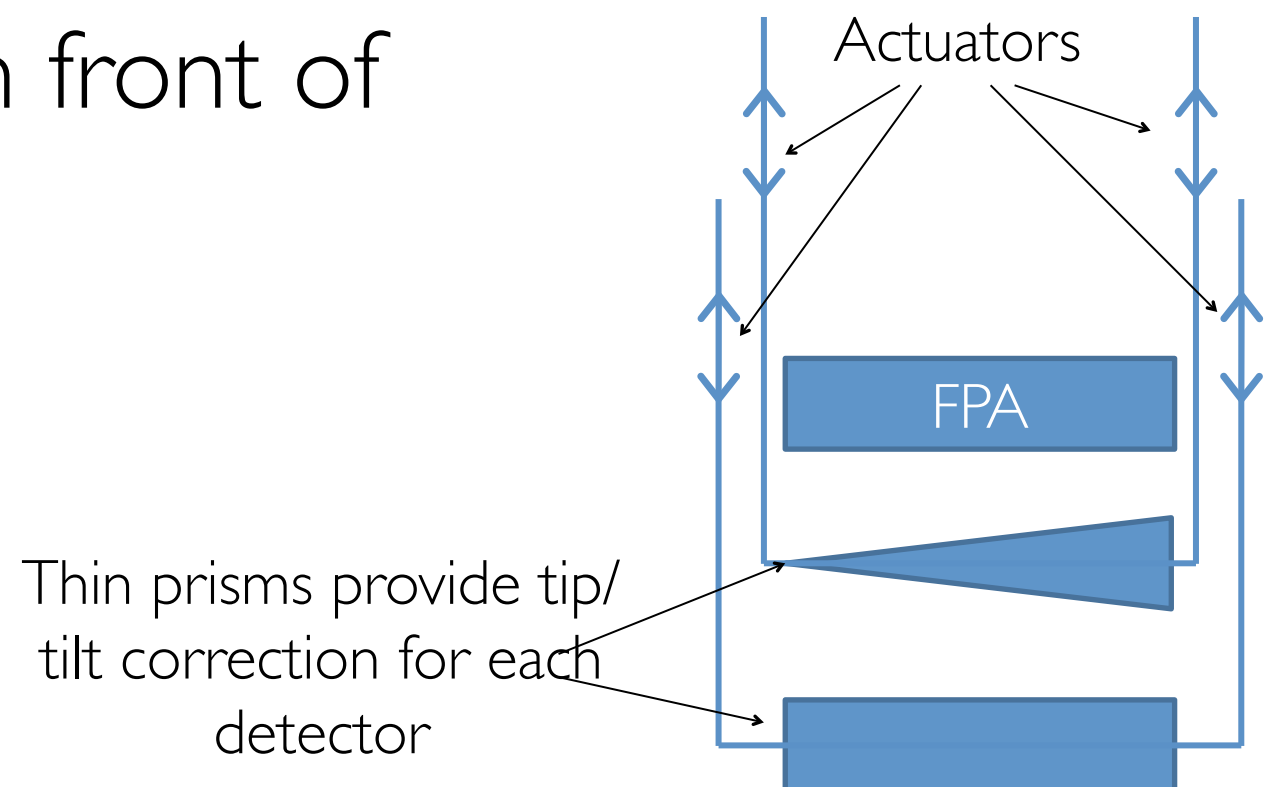 n front of
Actuators
FPA
Thin prisms provide tip/
tilt correction for each
detector